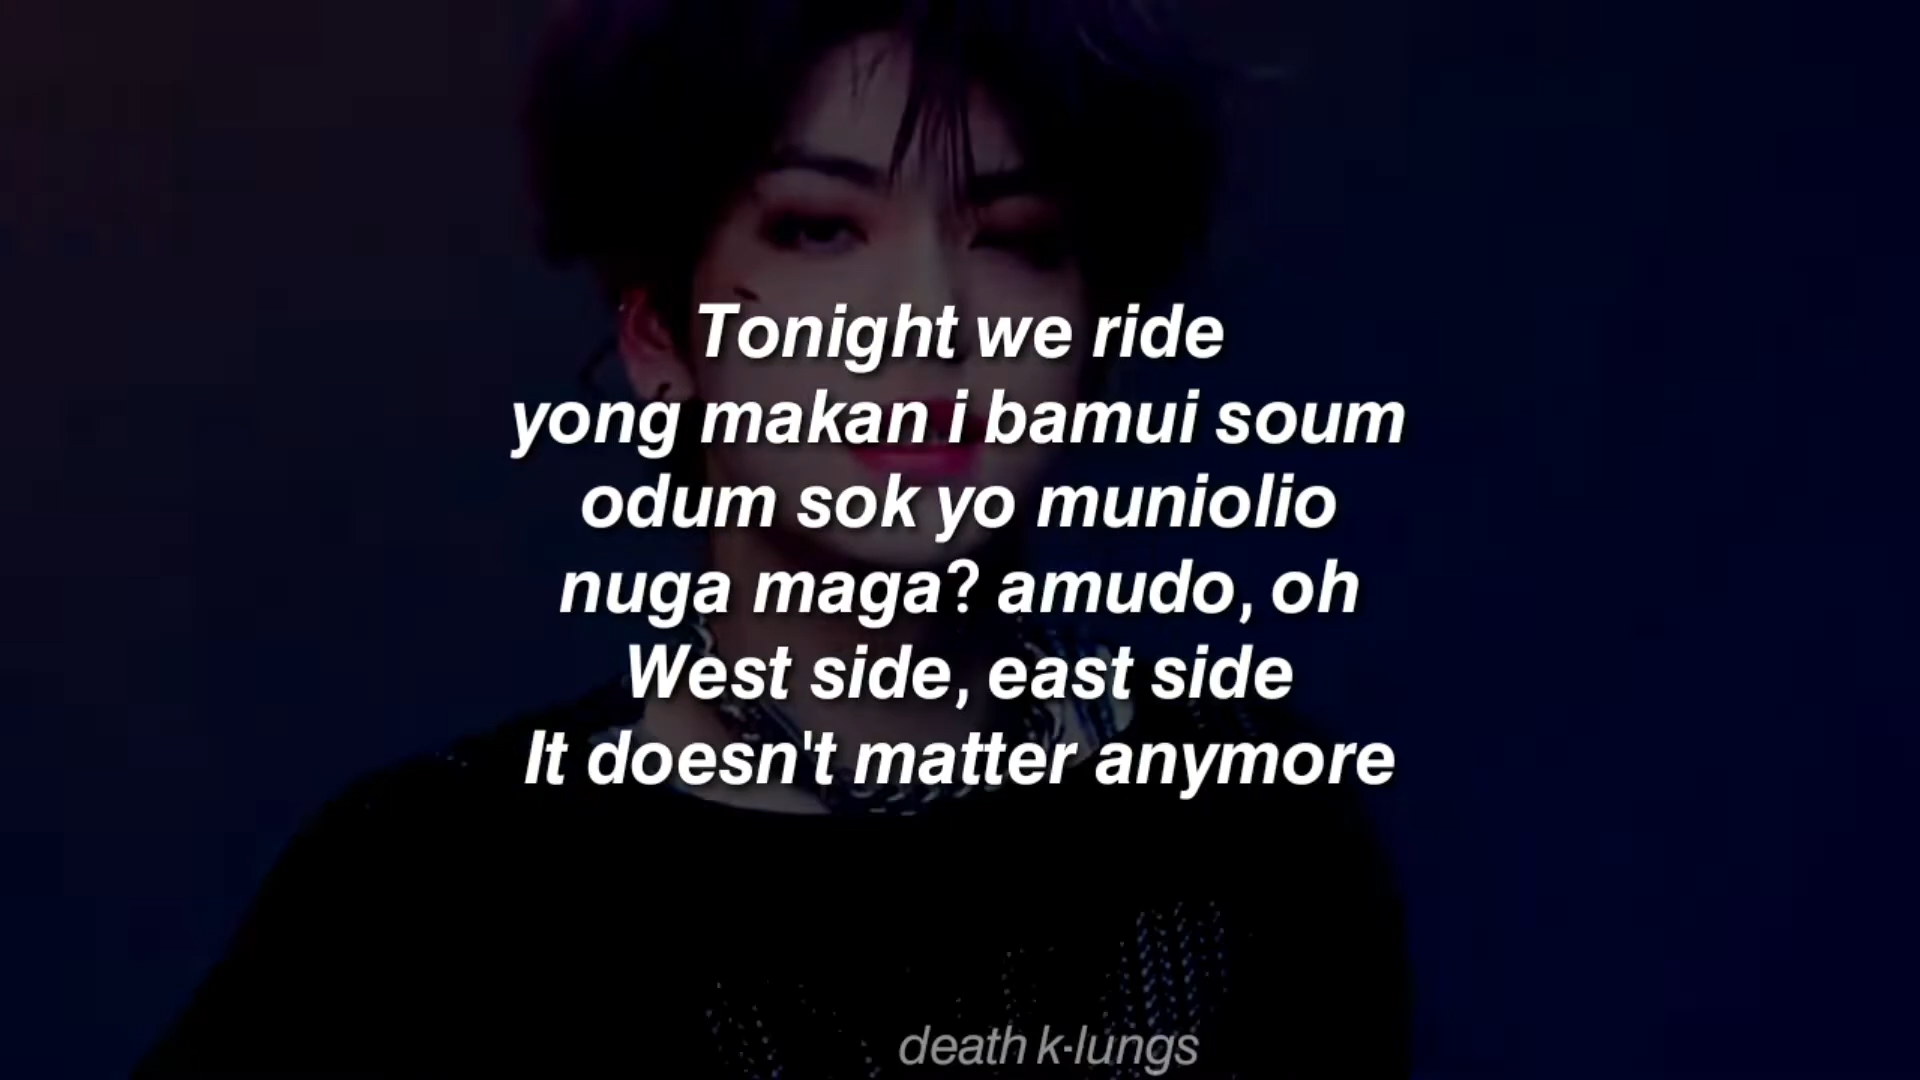 Tonight we ride
yong makan i bamui soum
odum sok yo muniolio
nuga maga? amudo, oh
West side, east side
It doesn't matter anymore
death k-lungs